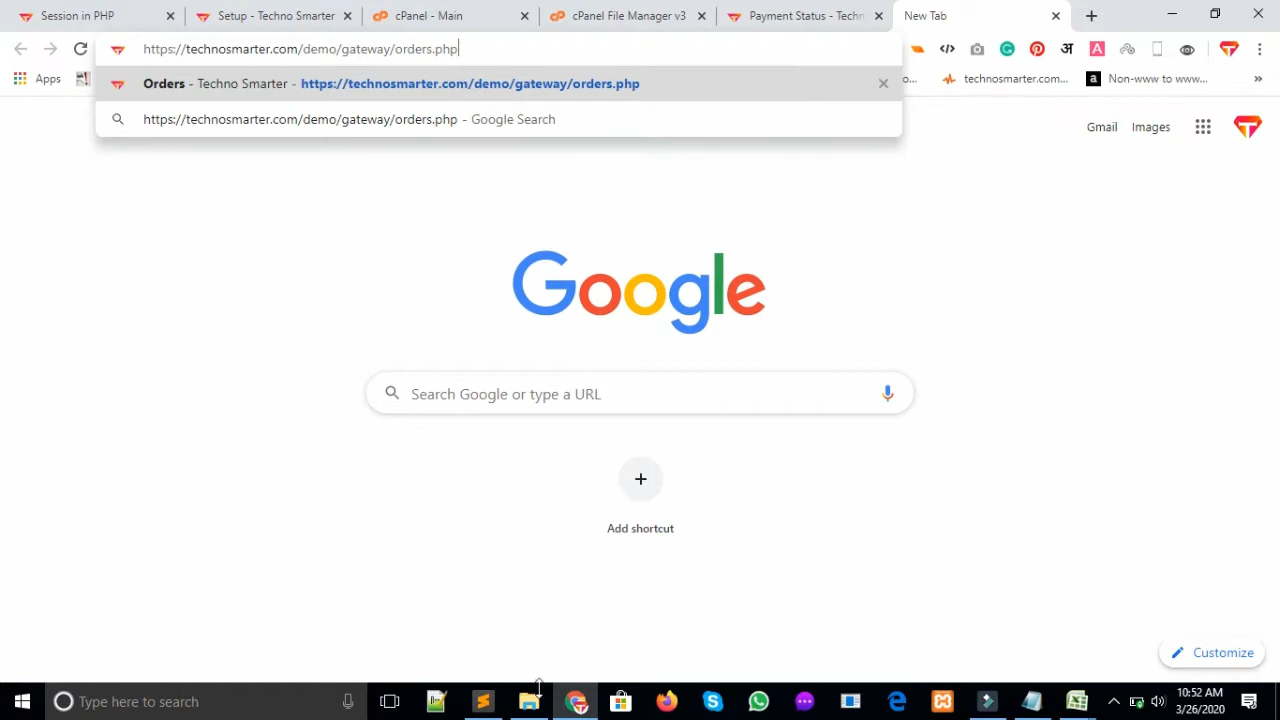 Session in PHP
Setup - Techno Smarter
cPanel - Main
cPanel File Manager v3
Payment Status - Techn
New Tab
https://technosmarter.com/demo/gateway/orders.php
Apps
o...
technosmarter.com...
a
Non-www to www...
»
Orders - Techno Smarter - https://technosmarter.com/demo/gateway/orders.php
https://technosmarter.com/demo/gateway/orders.php - Google Search
Gmail
Images
Google
Search Google or type a URL
Add shortcut
Customize
Type here to search
10:52 AM
3/26/2020